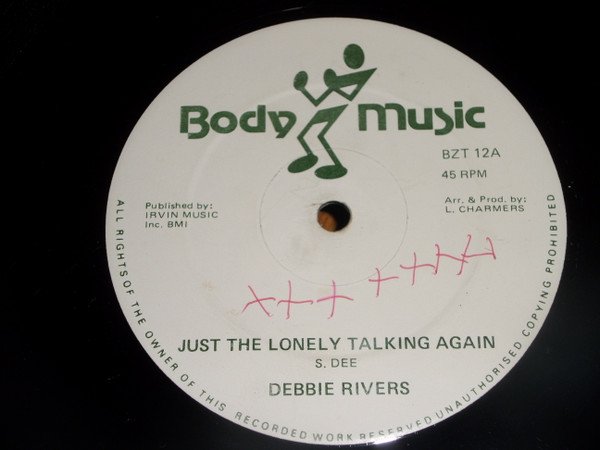 Body Music
BZT 12A
45 RPM
Published by:
IRVIN MUSIC
Inc. BMI
Arr. & Prod. by:
L. CHARMERS
JUST THE LONELY TALKING AGAIN
S. DEE
DEBBIE RIVERS
ALL RIGHTS OF THE OWNER OF THIS RECORDED WORK RESERVED UNAUTHORISED COPYING PROHIBITED